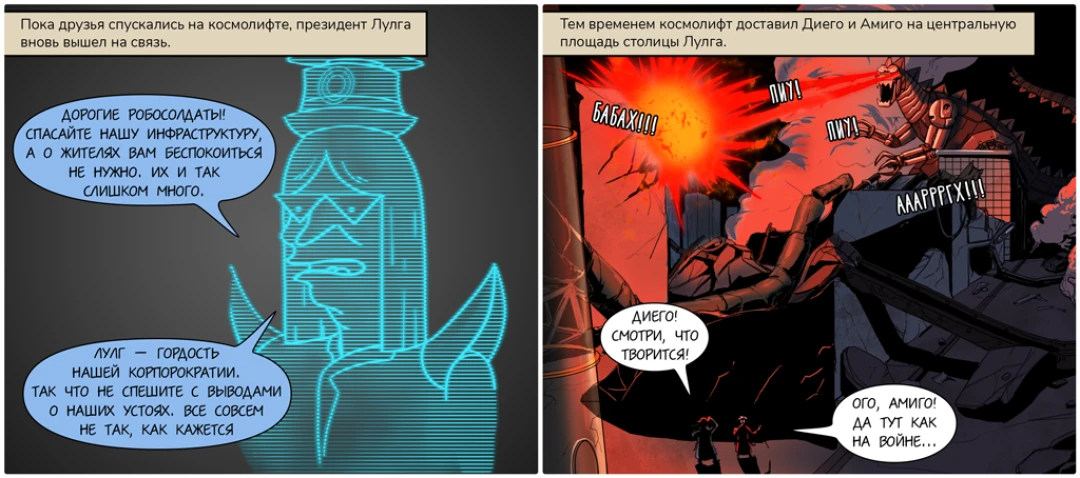 Пока друзья спускались на космолифте, президент Лулга
вновь вышел на связь.
ДОРОГИЕ РОБОСОЛДАТЫ!
СПАСАЙТЕ НАШУ ИНФРАСТРУКТУРУ,
А О ЖИТЕЛЯХ ВАМ БЕСПОКОИТЬСЯ
НЕ НУЖНО. ИХ И ТАК
СЛИШКОМ МНОГО.
ЛУЛГ — ГОРДОСТЬ
НАШЕЙ КОРПОРОКРАТИИ.
ТАК ЧТО НЕ СПЕШИТЕ С ВЫВОДАМИ
О НАШИХ УСТОЯХ. ВСЕ СОВСЕМ
НЕ ТАК, КАК КАЖЕТСЯ
Тем временем космолифт доставил Диего и Амиго на центральную
площадь столицы Лулга.
БАБАХ!!!
ПИУ!
ПИУ!
АААРРРГХ!!!
ДИЕГО!
СМОТРИ, ЧТО
ТВОРИТСЯ!
ОГО, АМИГО!
ДА ТУТ КАК
НА ВОЙНЕ...